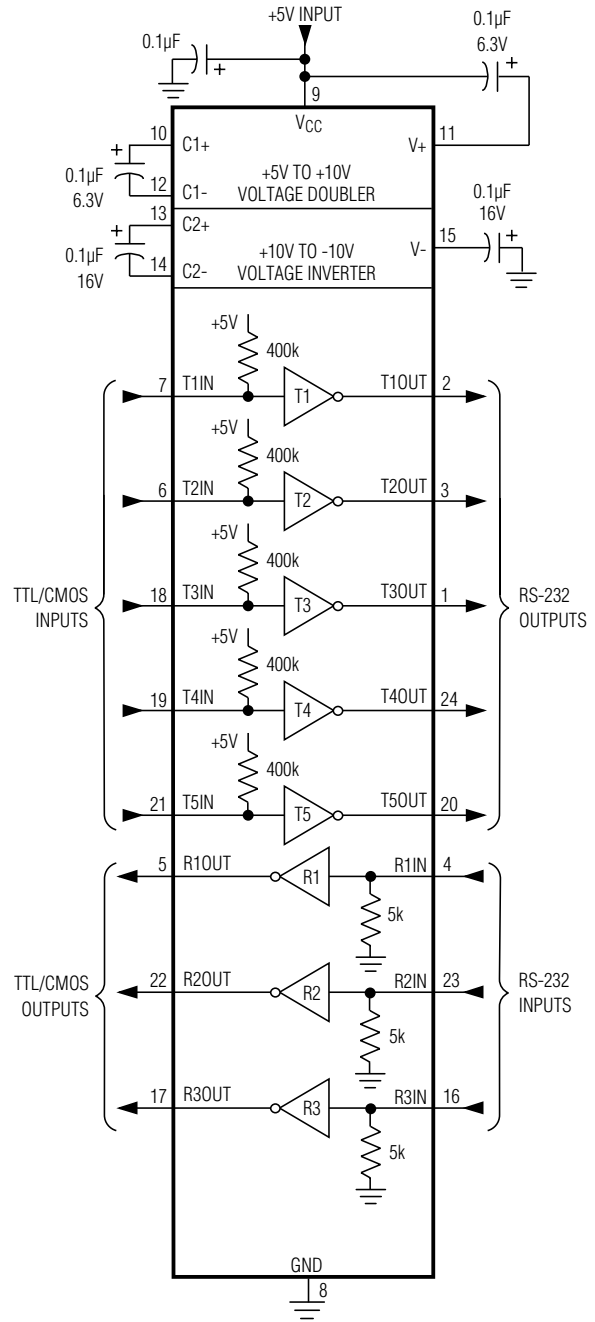 +5V INPUT
0.1µF
0.1µF
6.3V
9
VCC
10
C1+
V+
11
0.1µF
6.3V
12
C1-
+5V TO +10V
VOLTAGE DOUBLER
13
C2+
0.1µF
16V
14
C2-
+10V TO -10V
VOLTAGE INVERTER
V-
15
0.1µF
16V
+5V
400k
7
T1IN
T1
T1OUT
2
+5V
400k
6
T2IN
T2
T2OUT
3
+5V
400k
TTL/CMOS
INPUTS
18
T3IN
T3
T3OUT
1
RS-232
OUTPUTS
+5V
400k
19
T4IN
T4
T4OUT
24
+5V
400k
21
T5IN
T5
T5OUT
20
5
R1OUT
R1
R1IN
4
5k
TTL/CMOS
OUTPUTS
22
R2OUT
R2
R2IN
23
5k
RS-232
INPUTS
17
R3OUT
R3
R3IN
16
5k
GND
8